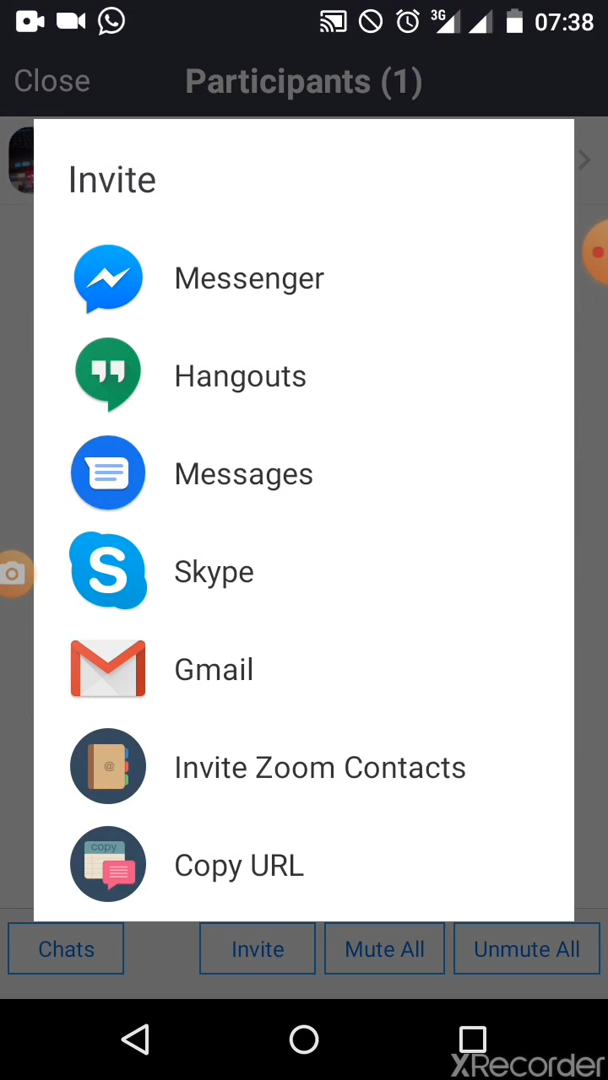 3G 07:38
Close Participants (1)
Invite
Messenger
Hangouts
Messages
Skype
Gmail
@ Invite Zoom Contacts
copy
Copy URL
Chats Invite Mute All Unmute All
XRecorder